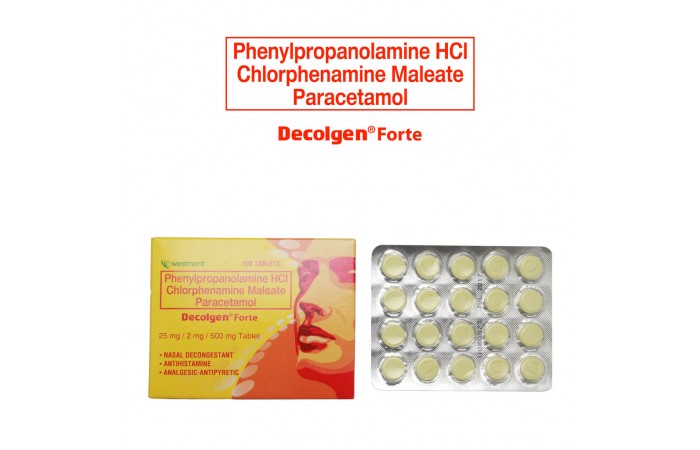 Phenylpropanolamine HCl
Chlorphenamine Maleate
Paracetamol
Decolgen® Forte
westmont
100 TABLETS
Phenylpropanolamine HCl
Chlorphenamine Maleate
Paracetamol
Decolgen® Forte
25 mg / 2 mg / 500 mg Tablet
• NASAL DECONGESTANT
• ANTIHISTAMINE
• ANALGESIC-ANTIPYRETIC